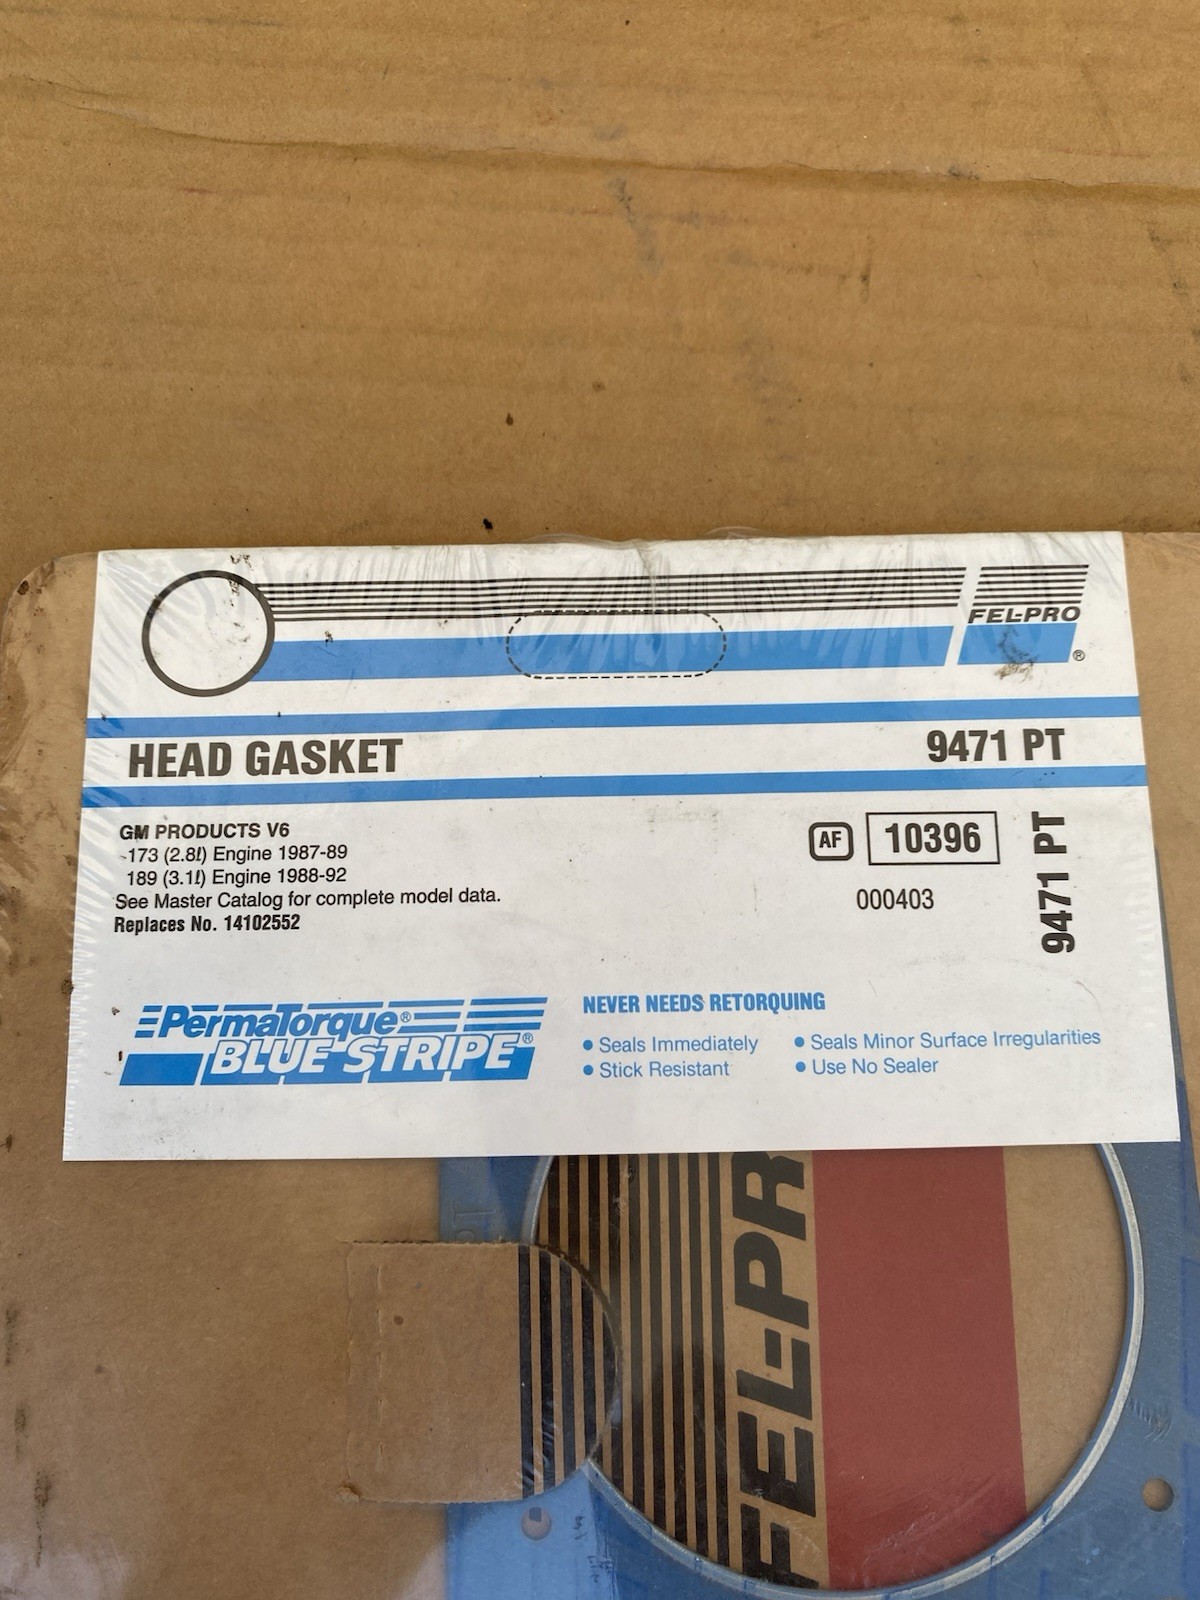 FEL-PRO
®
HEAD GASKET 9471 PT
GM PRODUCTS V6
173 (2.8ℓ) Engine 1987-89
189 (3.1ℓ) Engine 1988-92
See Master Catalog for complete model data.
Replaces No. 14102552
AF 10396
000403
9471 PT
PermaTorque®
BLUE STRIPE®
NEVER NEEDS RETORQUING
• Seals Immediately
• Stick Resistant
• Seals Minor Surface Irregularities
• Use No Sealer
FEL-PR